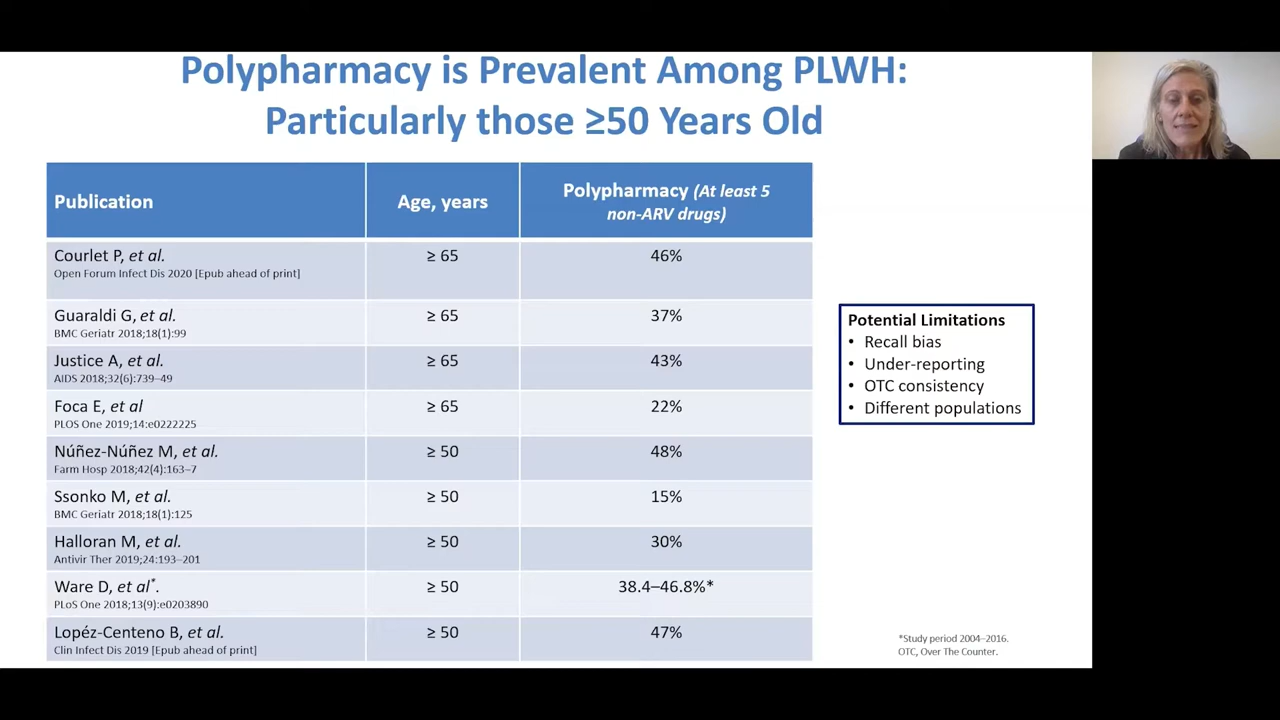 Polypharmacy is Prevalent Among PLWH:
Particularly those ≥50 Years Old
Publication
Age, years
Polypharmacy (At least 5
non-ARV drugs)
Courlet P, et al.
Open Forum Infect Dis 2020 [Epub ahead of print]
≥ 65
46%
Guaraldi G, et al.
BMC Geriatr 2018;18(1):99
≥ 65
37%
Justice A, et al.
AIDS 2018;32(6):739–49
≥ 65
43%
Foca E, et al
PLOS One 2019;14:e0222225
≥ 65
22%
Núñez-Núñez M, et al.
Farm Hosp 2018;42(4):163–7
≥ 50
48%
Ssonko M, et al.
BMC Geriatr 2018;18(1):125
≥ 50
15%
Halloran M, et al.
Antivir Ther 2019;24:193–201
≥ 50
30%
Ware D, et al*.
PLoS One 2018;13(9):e0203890
≥ 50
38.4–46.8%*
Lopéz-Centeno B, et al.
Clin Infect Dis 2019 [Epub ahead of print]
≥ 50
47%
Potential Limitations
• Recall bias
• Under-reporting
• OTC consistency
• Different populations
*Study period 2004–2016.
OTC, Over The Counter.